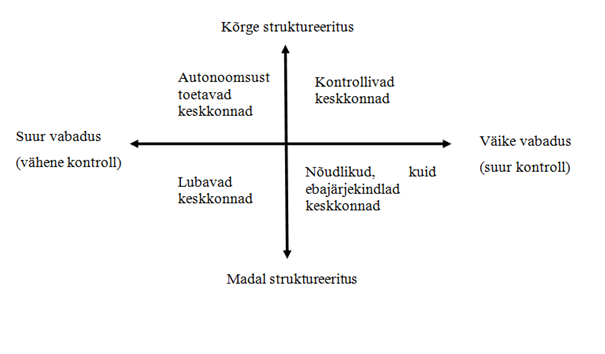 Kõrge struktureeritus
Autonoomsust
toetavad
keskkonnad
Kontrollivad
keskkonnad
Suur vabadus
(vähene kontroll)
Väike vabadus
(suur kontroll)
Lubavad
keskkonnad
Nõudlikud, kuid
ebajärjekindlad
keskkonnad
Madal struktureeritus